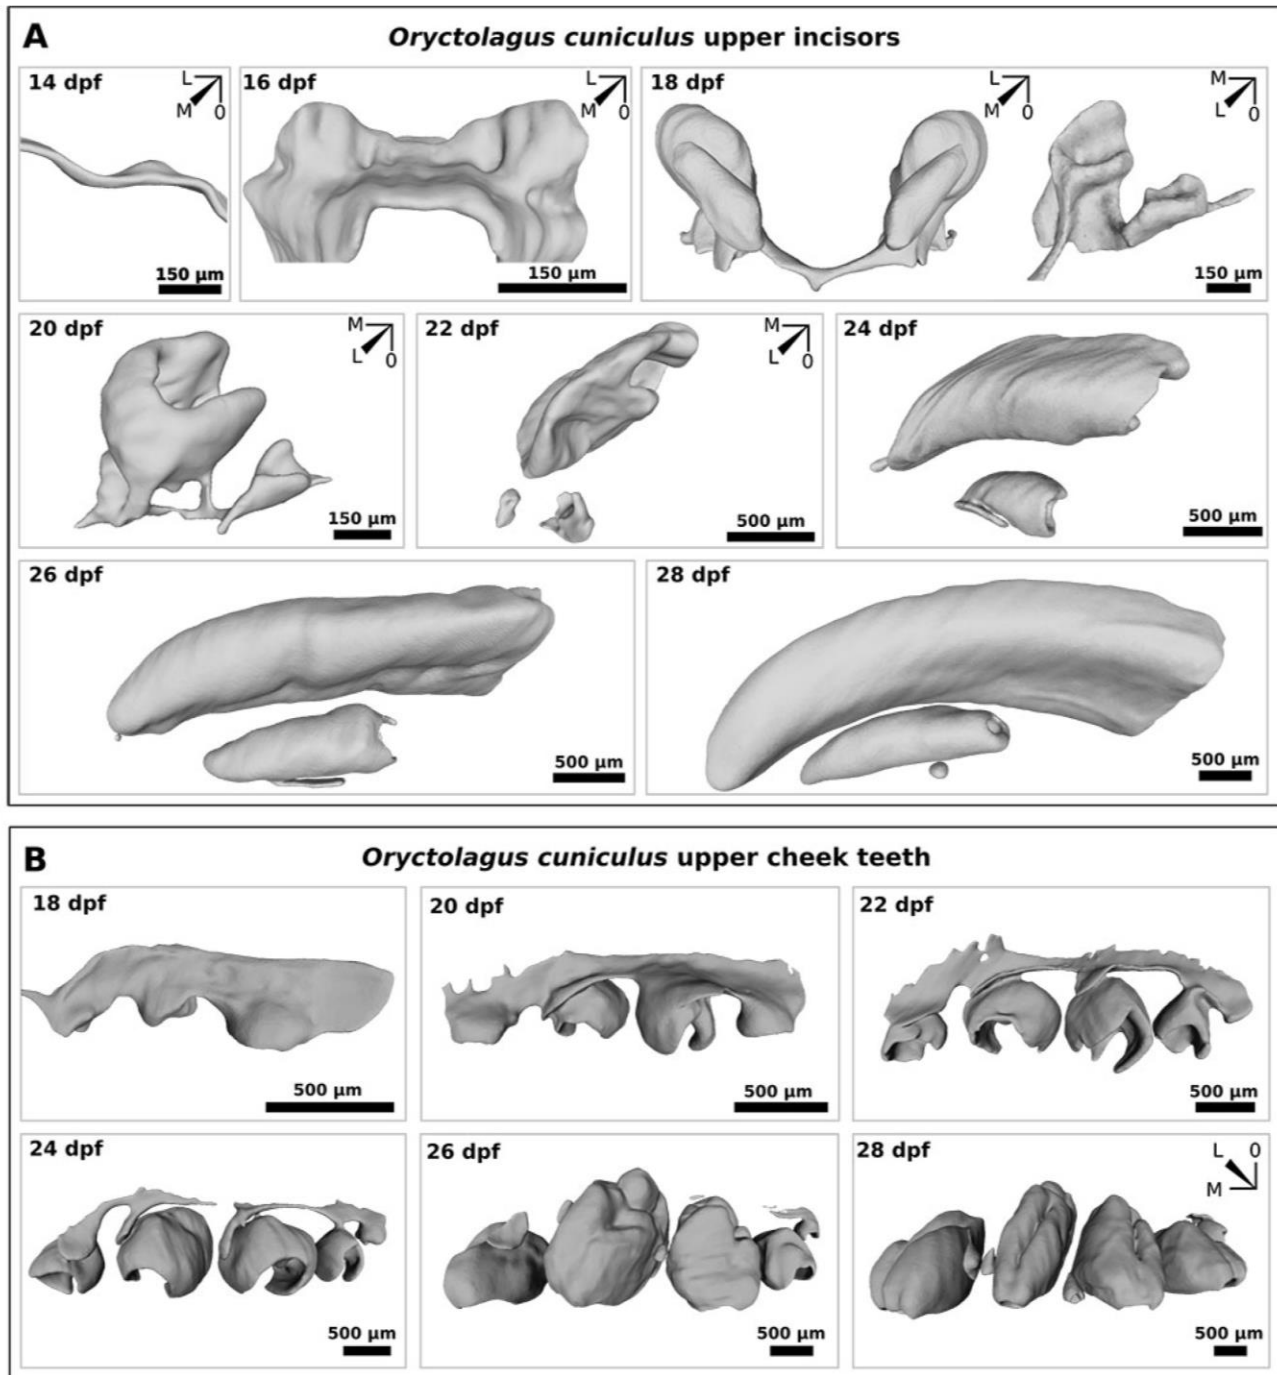 A
Oryctolagus cuniculus upper incisors
14 dpf
L
M
0
150 µm
16 dpf
L
M
0
150 µm
18 dpf
L
M
0
M
L
0
150 µm
20 dpf
M
L
0
150 µm
22 dpf
M
L
0
500 µm
24 dpf
500 µm
26 dpf
500 µm
28 dpf
500 µm
B
Oryctolagus cuniculus upper cheek teeth
18 dpf
500 µm
20 dpf
500 µm
22 dpf
500 µm
24 dpf
500 µm
26 dpf
500 µm
28 dpf
L
0
M
500 µm